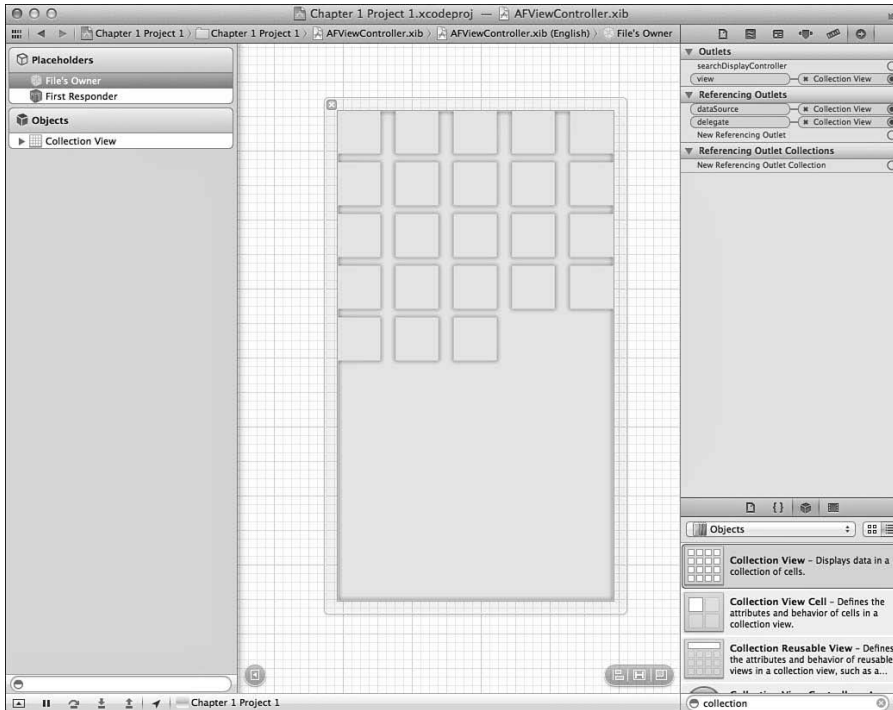 Chapter 1 Project 1.xcodeproj — AFViewController.xib
Chapter 1 Project 1 〉 Chapter 1 Project 1 〉 AFViewController.xib 〉 AFViewController.xib (English) 〉 File's Owner
Placeholders
File's Owner
First Responder
Objects
Collection View
Outlets
searchDisplayController
view Collection View
Referencing Outlets
dataSource Collection View
delegate Collection View
New Referencing Outlet
Referencing Outlet Collections
New Referencing Outlet Collection
{ }
Objects
Collection View – Displays data in a
collection of cells.
Collection View Cell – Defines the
attributes and behavior of cells in a
collection view.
Collection Reusable View – Defines
the attributes and behavior of reusable
views in a collection view, such as a...
Chapter 1 Project 1
collection